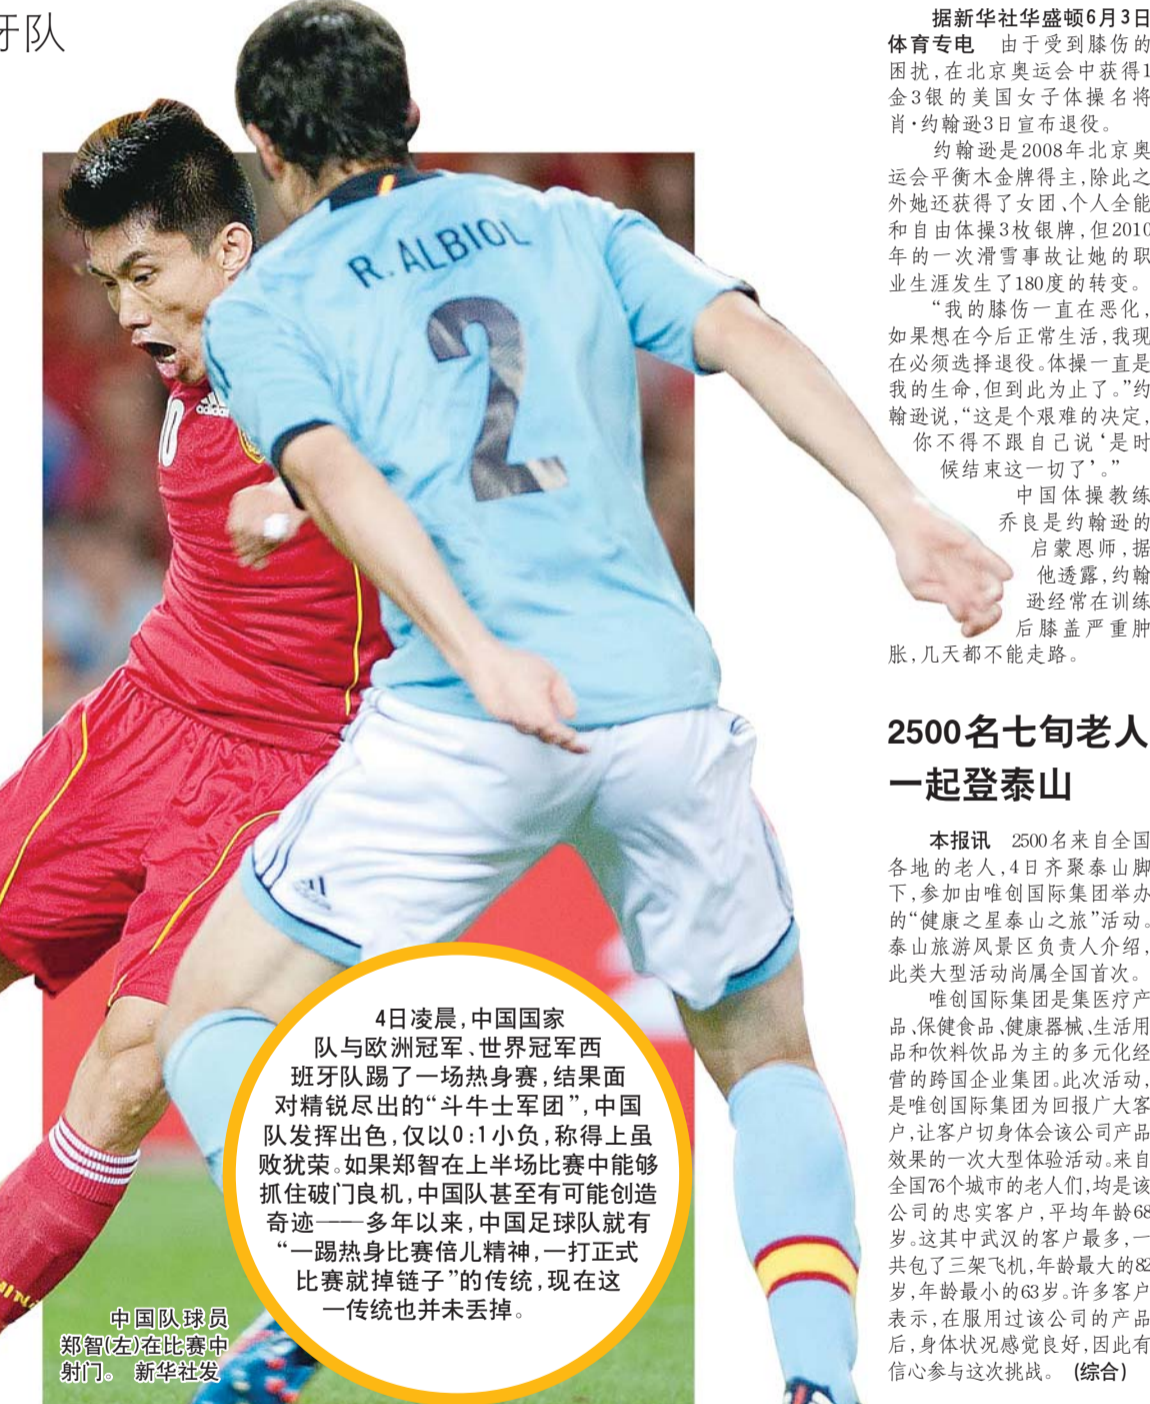 牙队
R. ALBIOL
2
10
adidas
4日凌晨，中国国家
队与欧洲冠军、世界冠军西
班牙队踢了一场热身赛，结果面
对精锐尽出的“斗牛士军团”，中国
队发挥出色，仅以0:1小负，称得上虽
败犹荣。如果郑智在上半场比赛中能够
抓住破门良机，中国队甚至有可能创造
奇迹——多年以来，中国足球队就有
“一踢热身比赛倍儿精神，一打正式
比赛就掉链子”的传统，现在这
一传统也并未丢掉。
中国队球员
郑智(左)在比赛中
射门。 新华社发
据新华社华盛顿6月3日
体育专电 由于受到膝伤的
困扰，在北京奥运会中获得1
金3银的美国女子体操名将
肖·约翰逊3日宣布退役。
约翰逊是2008年北京奥
运会平衡木金牌得主，除此之
外她还获得了女团、个人全能
和自由体操3枚银牌，但2010
年的一次滑雪事故让她的职
业生涯发生了180度的转变。
“我的膝伤一直在恶化，
如果想在今后正常生活，我现
在必须选择退役。体操一直是
我的生命，但到此为止了。”约
翰逊说，“这是个艰难的决定，
你不得不跟自己说‘是时
候结束这一切了’。”
中国体操教练
乔良是约翰逊的
启蒙恩师，据
他透露，约翰
逊经常在训练
后膝盖严重肿
胀，几天都不能走路。
2500名七旬老人
一起登泰山
本报讯 2500名来自全国
各地的老人，4日齐聚泰山脚
下，参加由唯创国际集团举办
的“健康之星泰山之旅”活动。
泰山旅游风景区负责人介绍，
此类大型活动尚属全国首次。
唯创国际集团是集医疗产
品、保健食品、健康器械、生活用
品和饮料饮品为主的多元化经
营的跨国企业集团。此次活动，
是唯创国际集团为回报广大客
户，让客户切身体会该公司产品
效果的一次大型体验活动。来自
全国76个城市的老人们，均是该
公司的忠实客户，平均年龄68
岁。这其中武汉的客户最多，一
共包了三架飞机，年龄最大的82
岁，年龄最小的63岁。许多客户
表示，在服用过该公司的产品
后，身体状况感觉良好，因此有
信心参与这次挑战。 (综合)